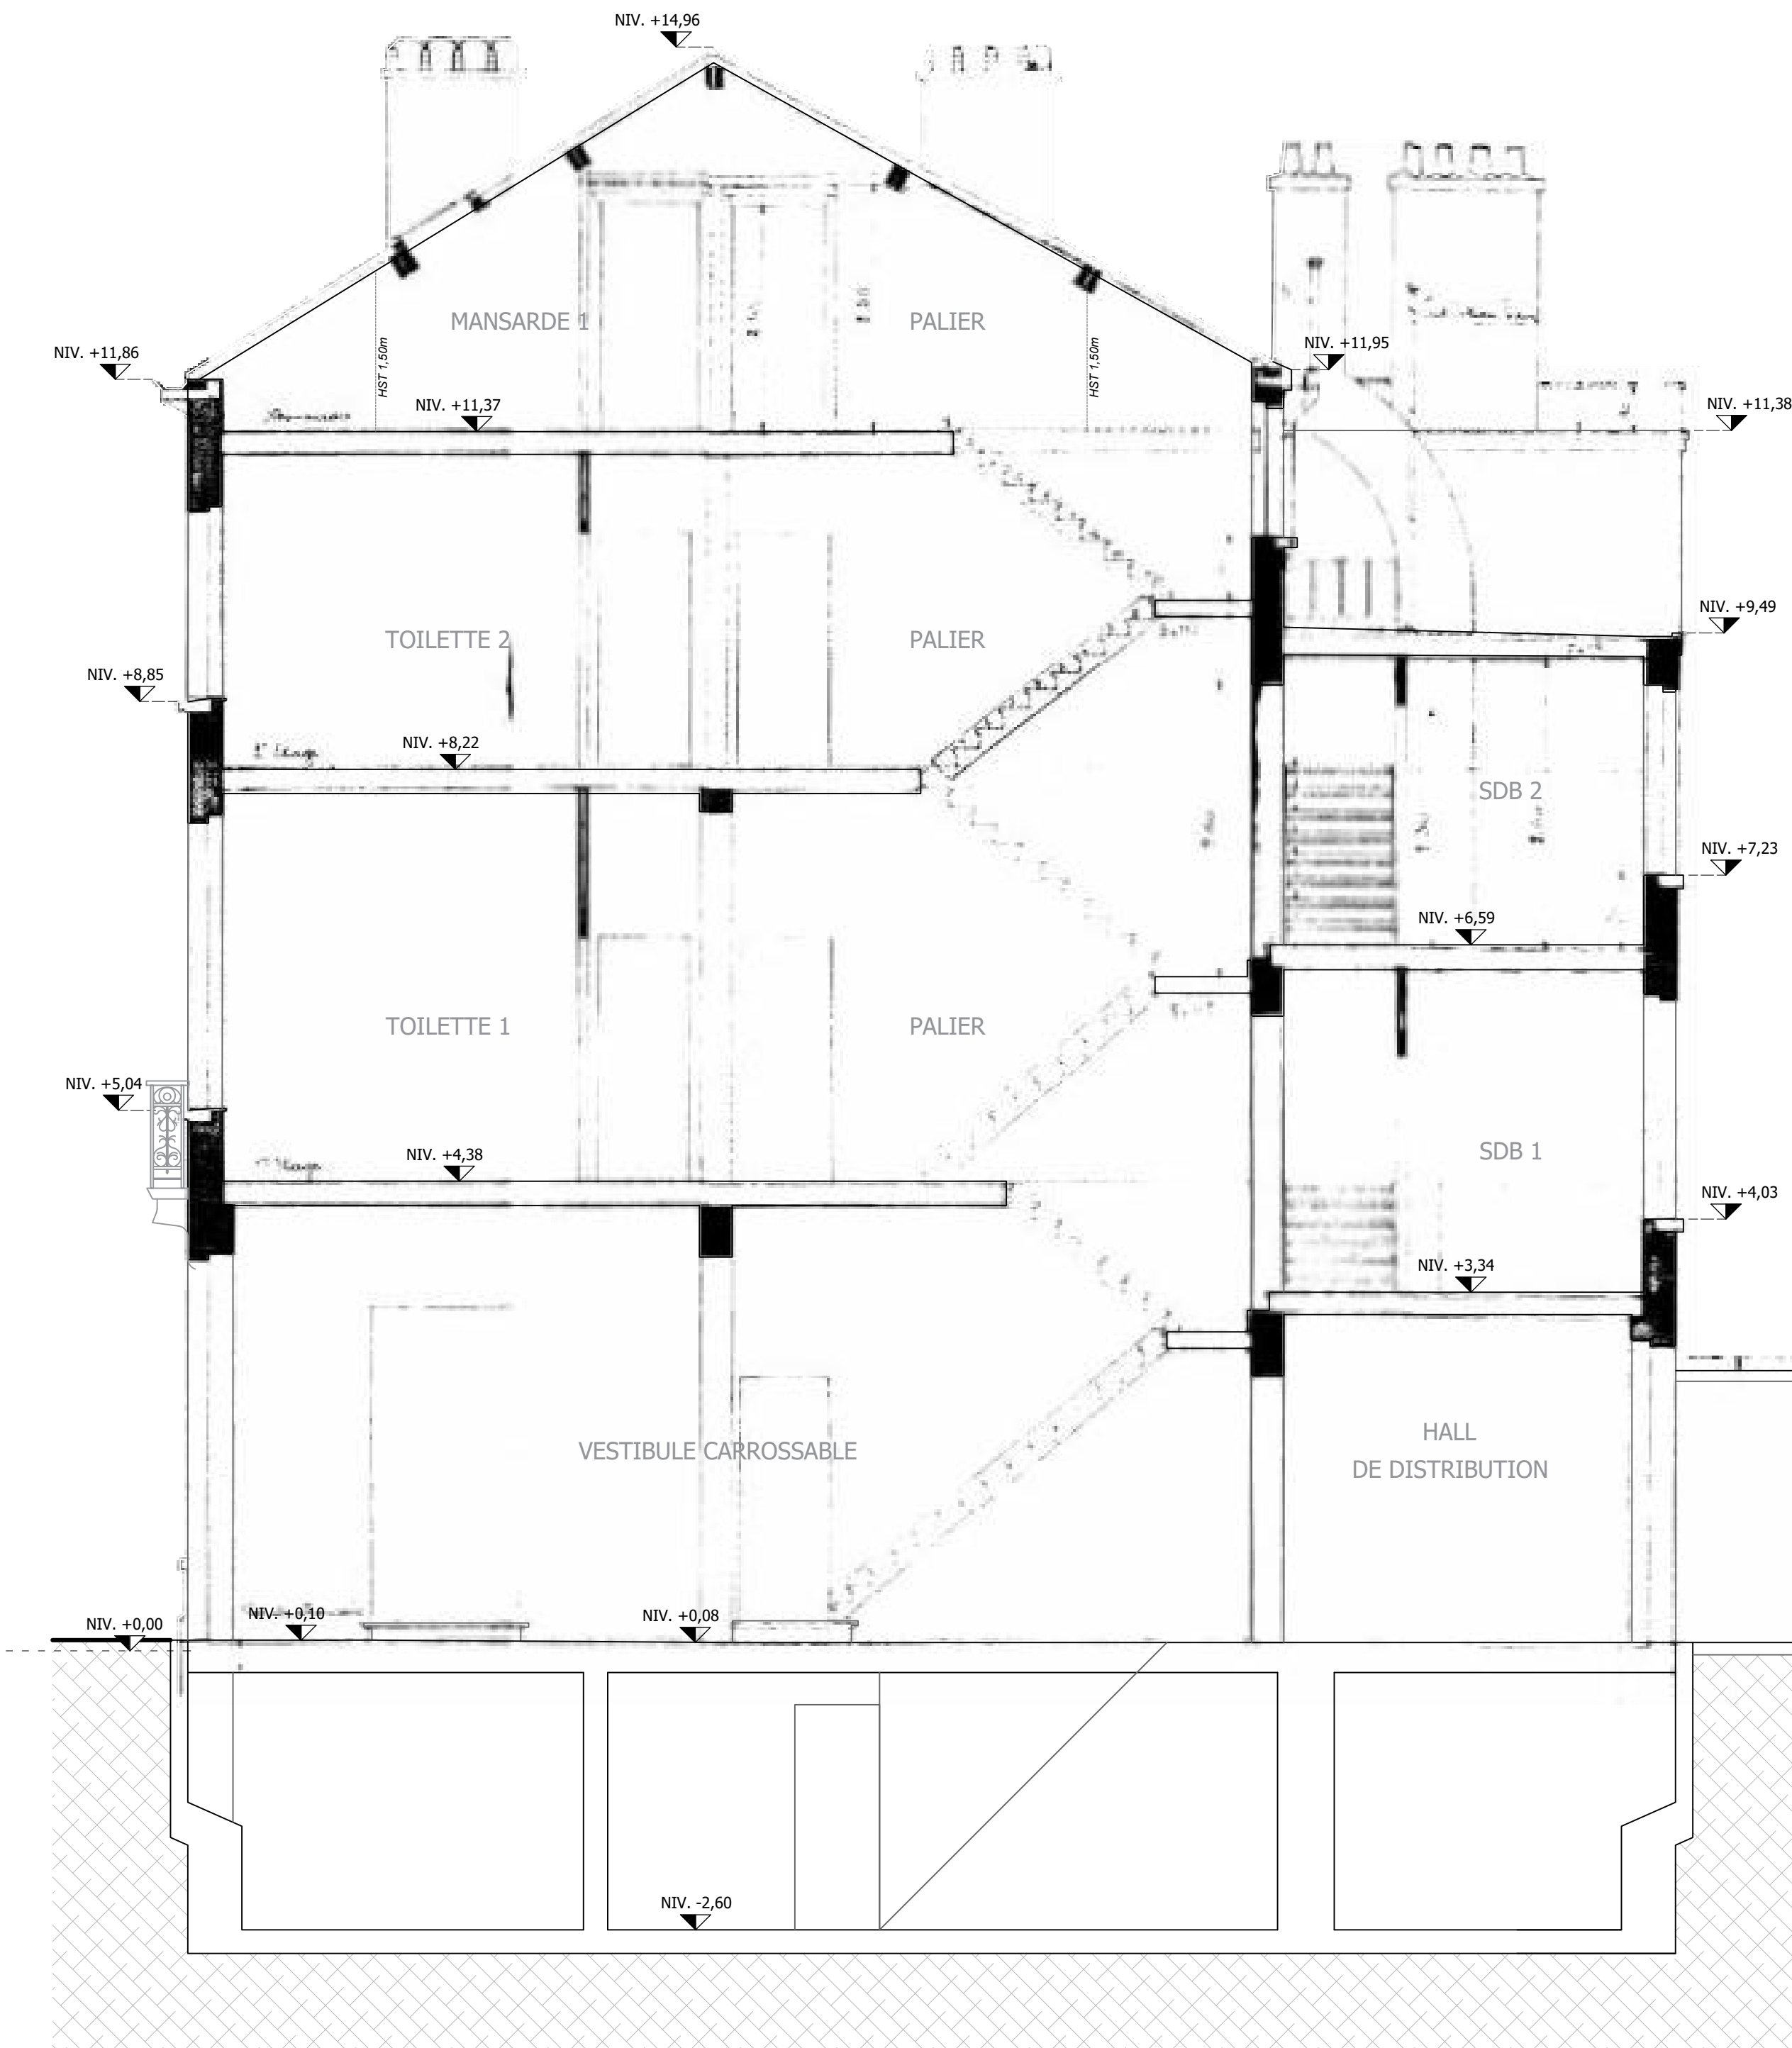 NIV. +14,96
NIV. +11,86
MANSARDE 1
PALIER
HST 1,50m
HST 1,50m
NIV. +11,95
NIV. +11,37
NIV. +11,38
TOILETTE 2
PALIER
NIV. +9,49
NIV. +8,85
NIV. +8,22
SDB 2
NIV. +7,23
NIV. +6,59
TOILETTE 1
PALIER
NIV. +5,04
NIV. +4,38
SDB 1
NIV. +4,03
NIV. +3,34
VESTIBULE CARROSSABLE
HALL
DE DISTRIBUTION
NIV. +0,00
NIV. +0,10
NIV. +0,08
NIV. -2,60